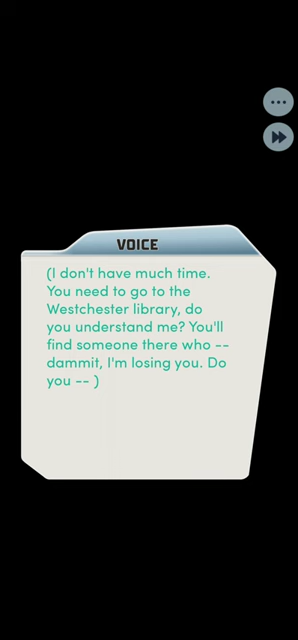 VOICE
(I don't have much time.
You need to go to the
Westchester library, do
you understand me? You'll
find someone there who --
dammit, I'm losing you. Do
you -- )